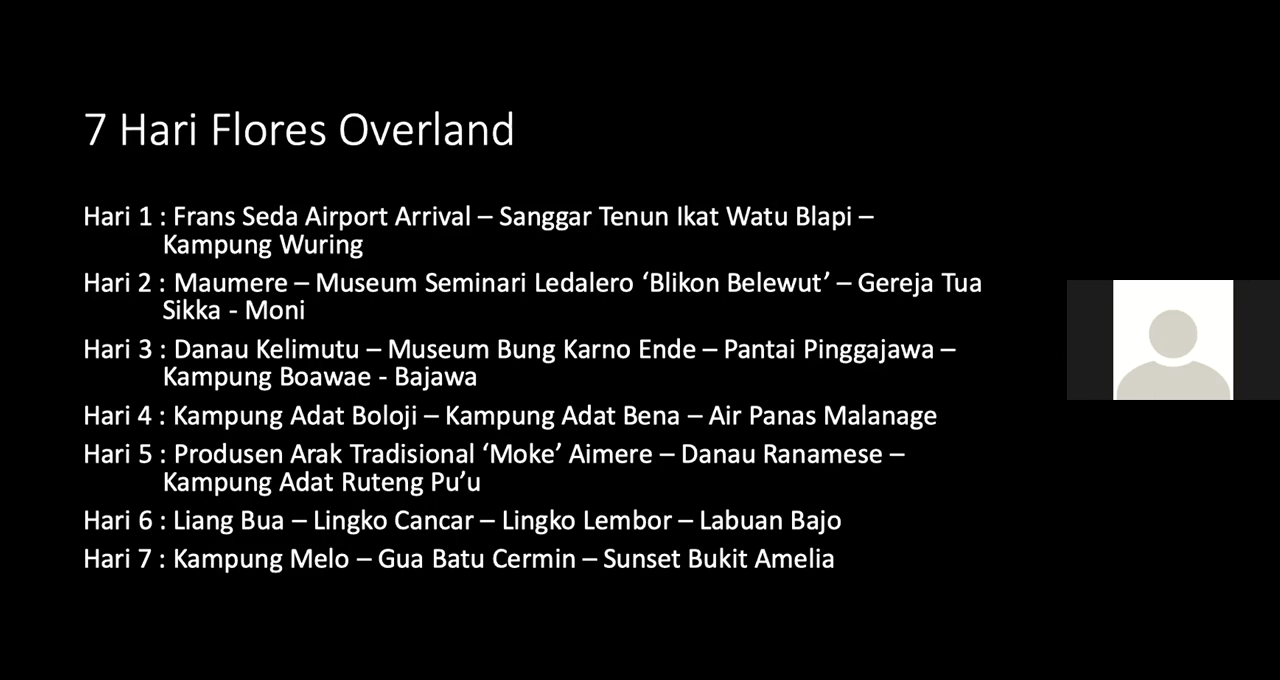 7 Hari Flores Overland
Hari 1 : Frans Seda Airport Arrival – Sanggar Tenun Ikat Watu Blapi –
Kampung Wuring
Hari 2 : Maumere – Museum Seminari Ledalero ‘Blikon Belewut’ – Gereja Tua
Sikka - Moni
Hari 3 : Danau Kelimutu – Museum Bung Karno Ende – Pantai Pinggajawa –
Kampung Boawae - Bajawa
Hari 4 : Kampung Adat Boloji – Kampung Adat Bena – Air Panas Malanage
Hari 5 : Produsen Arak Tradisional ‘Moke’ Aimere – Danau Ranamese –
Kampung Adat Ruteng Pu’u
Hari 6 : Liang Bua – Lingko Cancar – Lingko Lembor – Labuan Bajo
Hari 7 : Kampung Melo – Gua Batu Cermin – Sunset Bukit Amelia